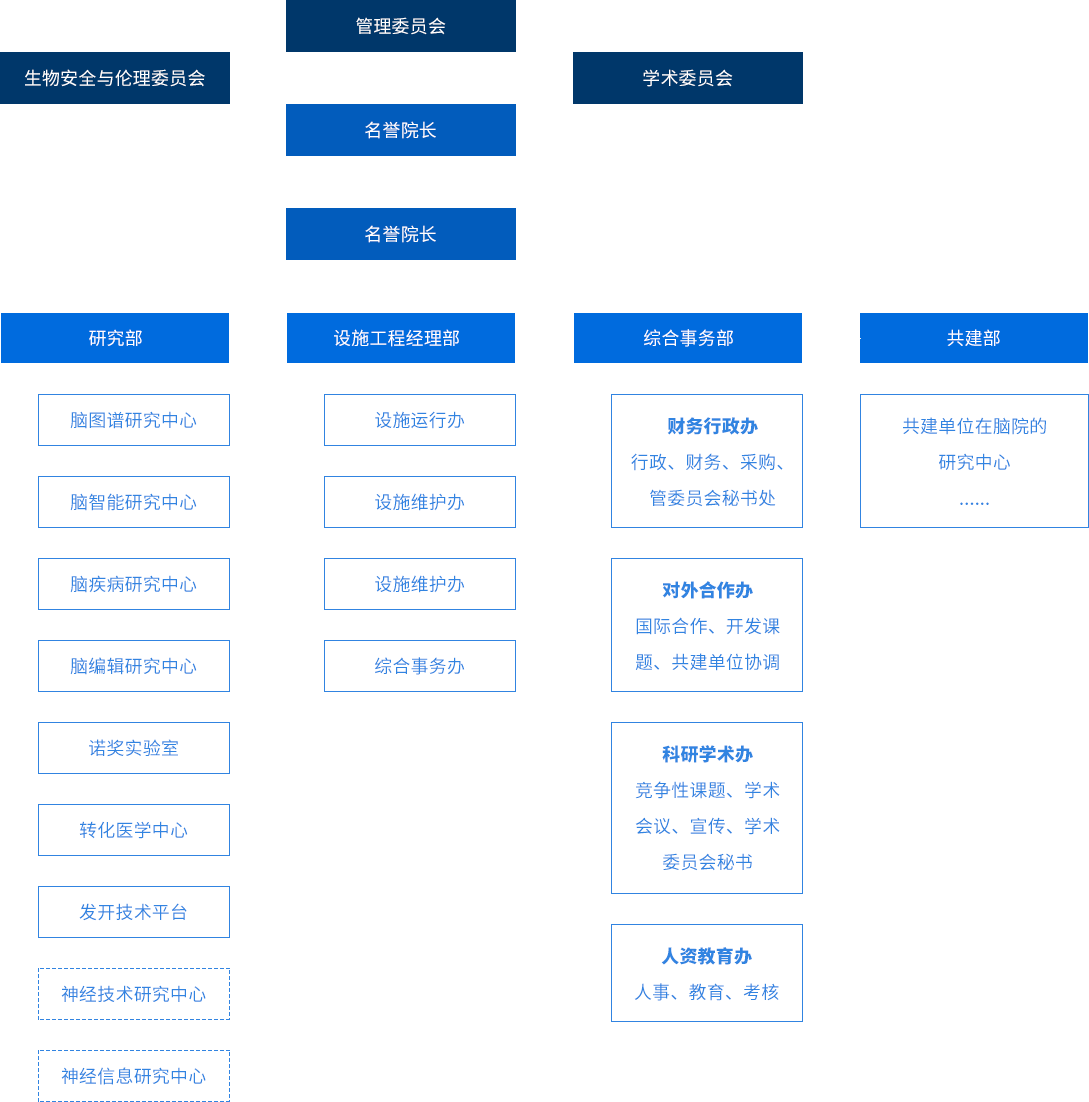 管理委员会
生物安全与伦理委员会
学术委员会
名誉院长
名誉院长
研究部
设施工程经理部
综合事务部
共建部
脑图谱研究中心
脑智能研究中心
脑疾病研究中心
脑编辑研究中心
诺奖实验室
转化医学中心
发开技术平台
神经技术研究中心
神经信息研究中心
设施运行办
设施维护办
设施维护办
综合事务办
财务行政办
行政、财务、采购、
管委员会秘书处
对外合作办
国际合作、开发课
题、共建单位协调
科研学术办
竞争性课题、学术
会议、宣传、学术
委员会秘书
人资教育办
人事、教育、考核
共建单位在脑院的
研究中心
......